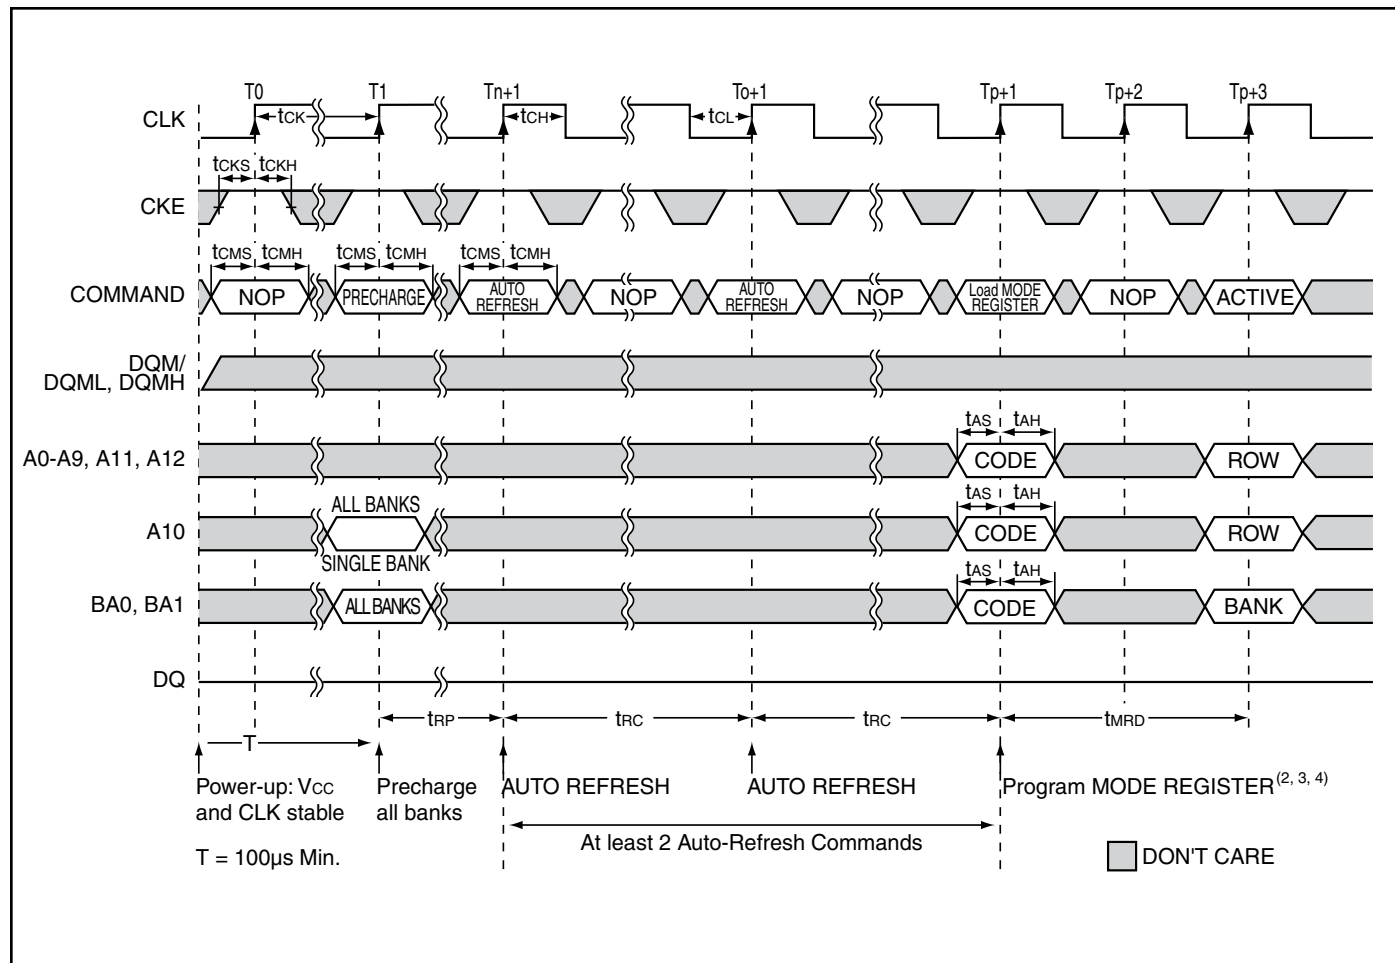 T0 T1 Tn+1 To+1 Tp+1 Tp+2 Tp+3
CLK tCK tCH tCL
tCKS tCKH
CKE
tCMS tCMH tCMS tCMH tCMS tCMH
COMMAND NOP PRECHARGE AUTO REFRESH NOP AUTO REFRESH NOP Load MODE REGISTER NOP ACTIVE
DQM/
DQML, DQMH
tAS tAH
A0-A9, A11, A12 CODE ROW
ALL BANKS tAS tAH
A10 CODE ROW
SINGLE BANK tAS tAH
BA0, BA1 ALL BANKS CODE BANK
DQ
tRP tRC tRC tMRD
T
Power-up: VCC and CLK stable
Precharge all banks
AUTO REFRESH
AUTO REFRESH
Program MODE REGISTER(2, 3, 4)
At least 2 Auto-Refresh Commands
T = 100µs Min.
DON'T CARE